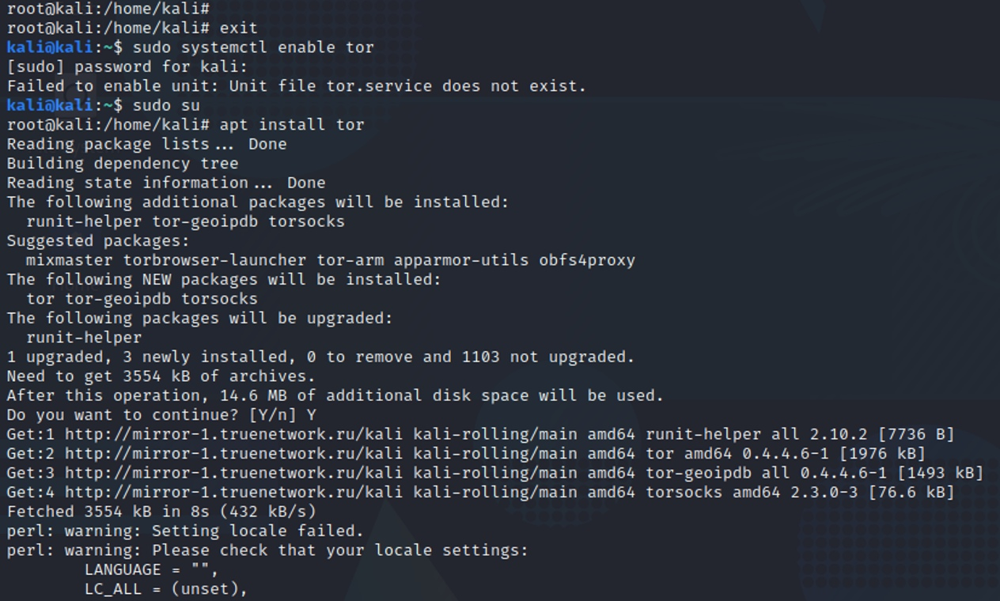 root@kali:/home/kali#
root@kali:/home/kali# exit
kali@kali:~$ sudo systemctl enable tor
[sudo] password for kali:
Failed to enable unit: Unit file tor.service does not exist.
kali@kali:~$ sudo su
root@kali:/home/kali# apt install tor
Reading package lists... Done
Building dependency tree
Reading state information... Done
The following additional packages will be installed:
  runit-helper tor-geoipdb torsocks
Suggested packages:
  mixmaster torbrowser-launcher tor-arm apparmor-utils obfs4proxy
The following NEW packages will be installed:
  tor tor-geoipdb torsocks
The following packages will be upgraded:
  runit-helper
1 upgraded, 3 newly installed, 0 to remove and 1103 not upgraded.
Need to get 3554 kB of archives.
After this operation, 14.6 MB of additional disk space will be used.
Do you want to continue? [Y/n] Y
Get:1 http://mirror-1.truenetwork.ru/kali kali-rolling/main amd64 runit-helper all 2.10.2 [7736 B]
Get:2 http://mirror-1.truenetwork.ru/kali kali-rolling/main amd64 tor amd64 0.4.4.6-1 [1976 kB]
Get:3 http://mirror-1.truenetwork.ru/kali kali-rolling/main amd64 tor-geoipdb all 0.4.4.6-1 [1493 kB]
Get:4 http://mirror-1.truenetwork.ru/kali kali-rolling/main amd64 torsocks amd64 2.3.0-3 [76.6 kB]
Fetched 3554 kB in 8s (432 kB/s)
perl: warning: Setting locale failed.
perl: warning: Please check that your locale settings:
        LANGUAGE = "",
        LC_ALL = (unset),